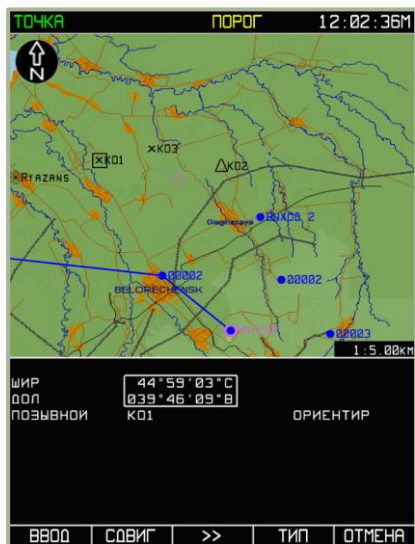 ТОЧКА ПОРОГ 12:02:36М
N
КО1
КО3
КО2
RYAZANS
Giaginskaya
ВЫХОД 2
00002
00002
BELORECHENSK
00003
1:5.00км
ШИР 44°59'03"С
ДОЛ 039°46'09"В
ПОЗЫВНОЙ КО1 ОРИЕНТИР
ВВОД СДВИГ >> ТИП ОТМЕНА